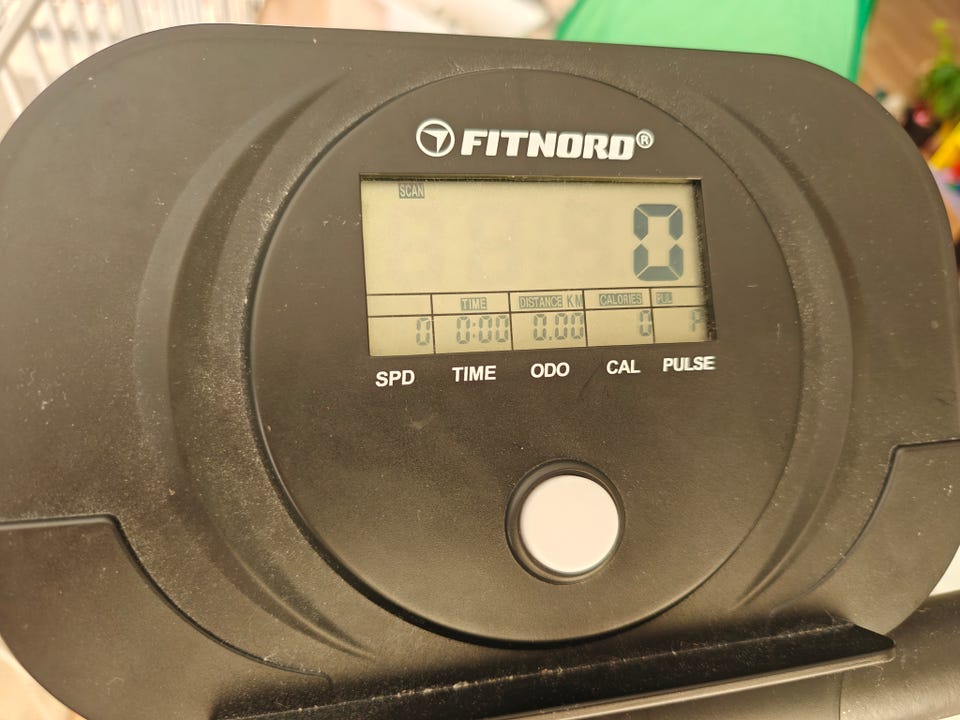 FITNORD®
SCAN
0
TIME DISTANCE KM CALORIES PUL
0 0:00 0.00 0 P
SPD TIME ODO CAL PULSE